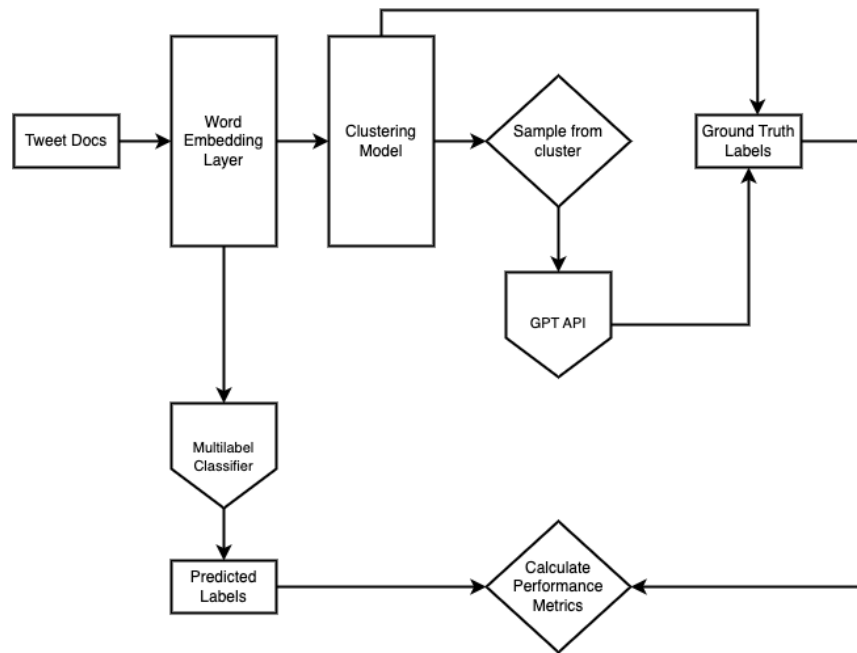 Tweet Docs
Word
Embedding
Layer
Clustering
Model
Sample from
cluster
Ground Truth
Labels
GPT API
Multilabel
Classifier
Predicted
Labels
Calculate
Performance
Metrics